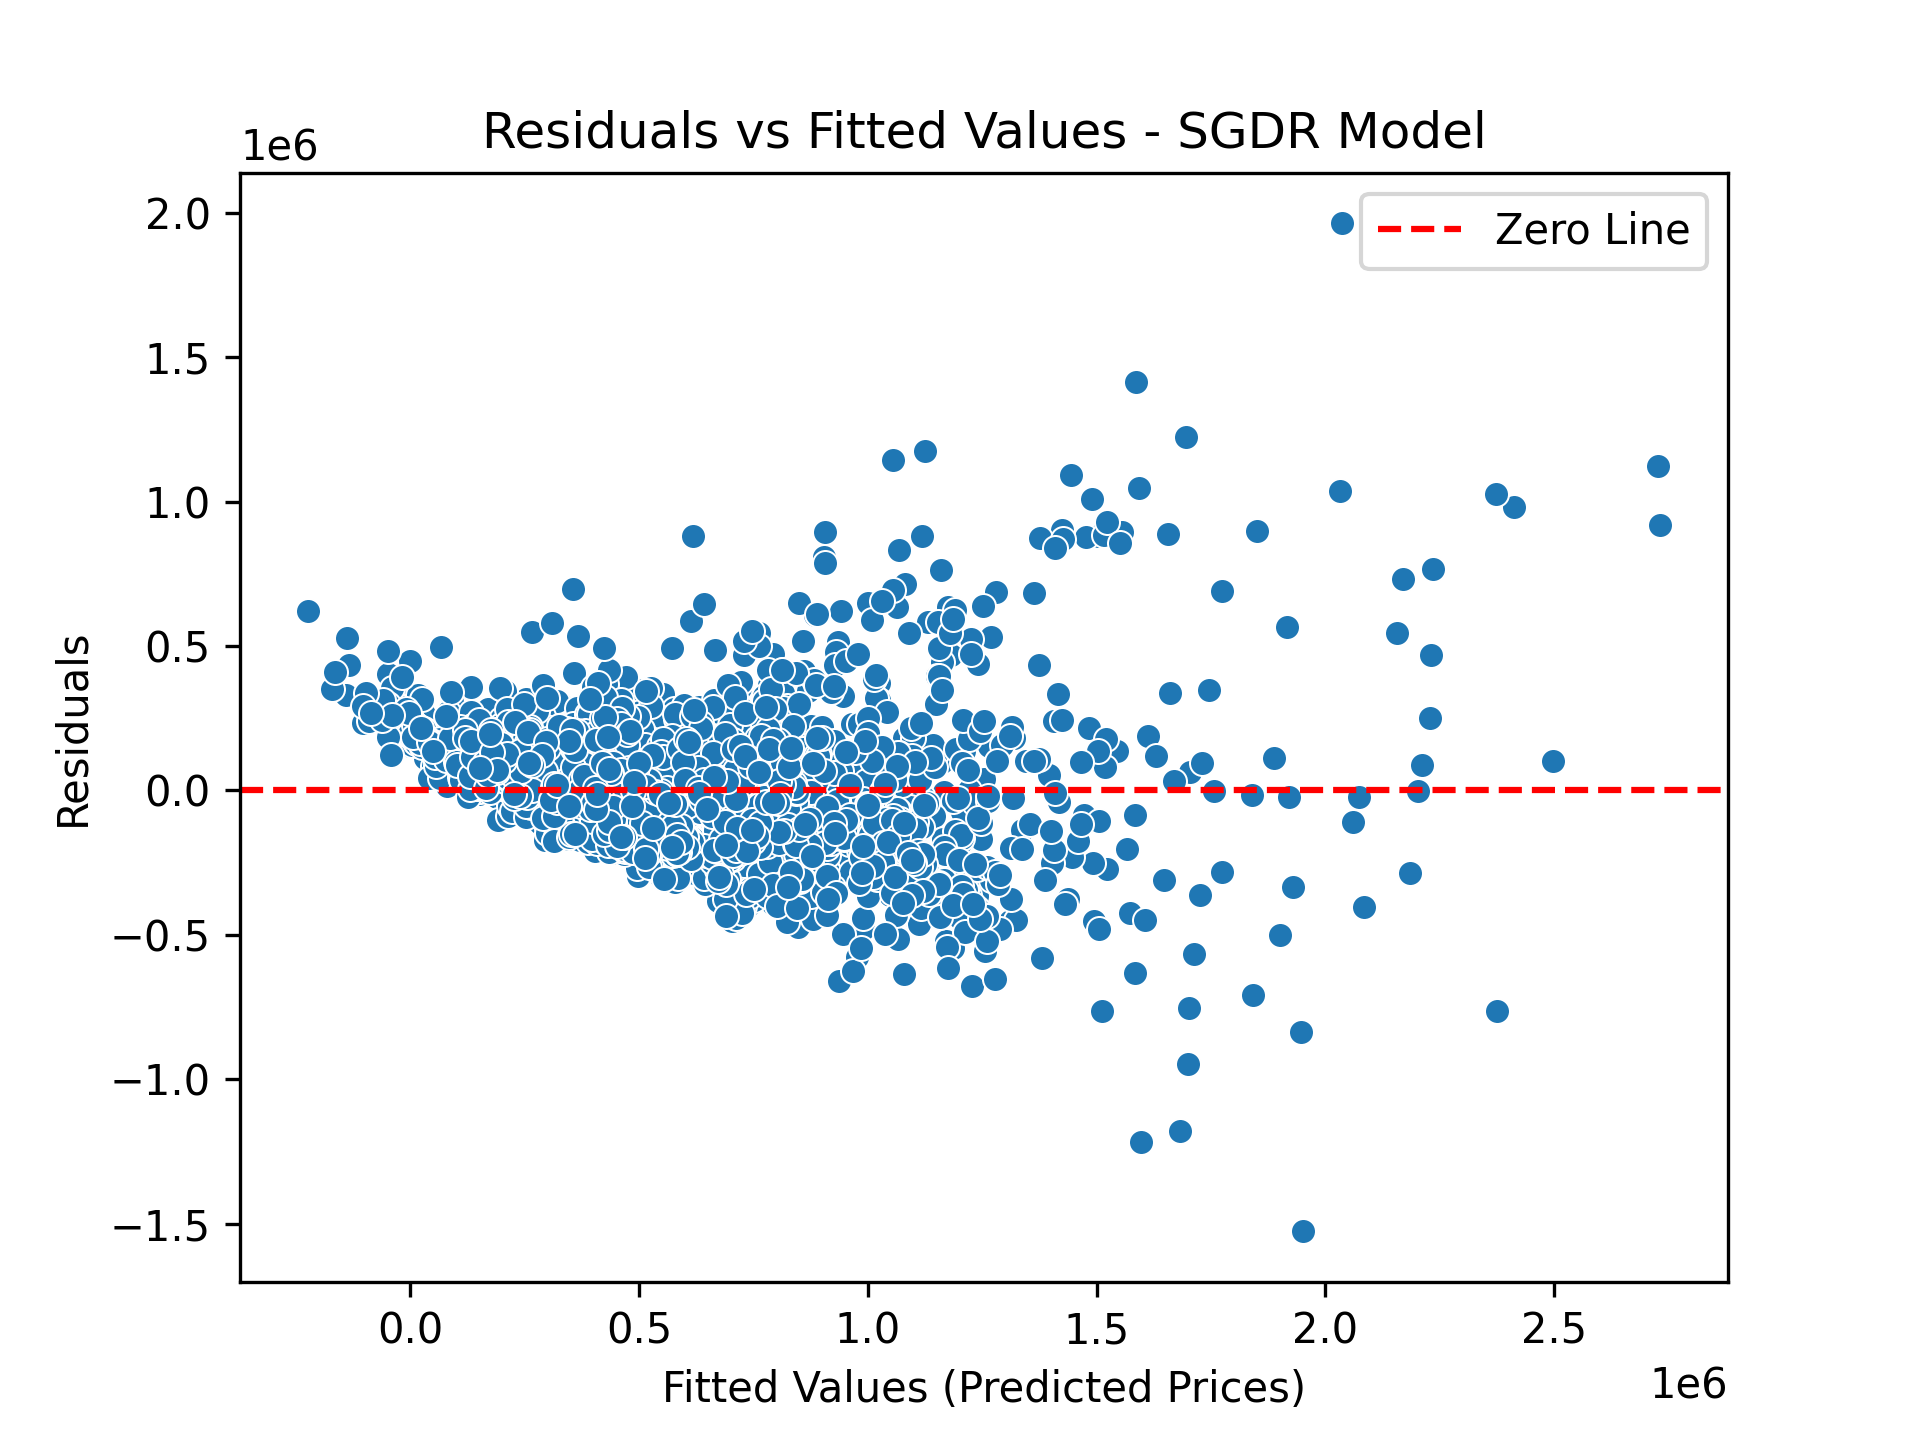 Residuals vs Fitted Values - SGDR Model
1e6
Zero Line
2.0
1.5
1.0
0.5
0.0
−0.5
−1.0
−1.5
Residuals
0.0 0.5 1.0 1.5 2.0 2.5
Fitted Values (Predicted Prices)
1e6